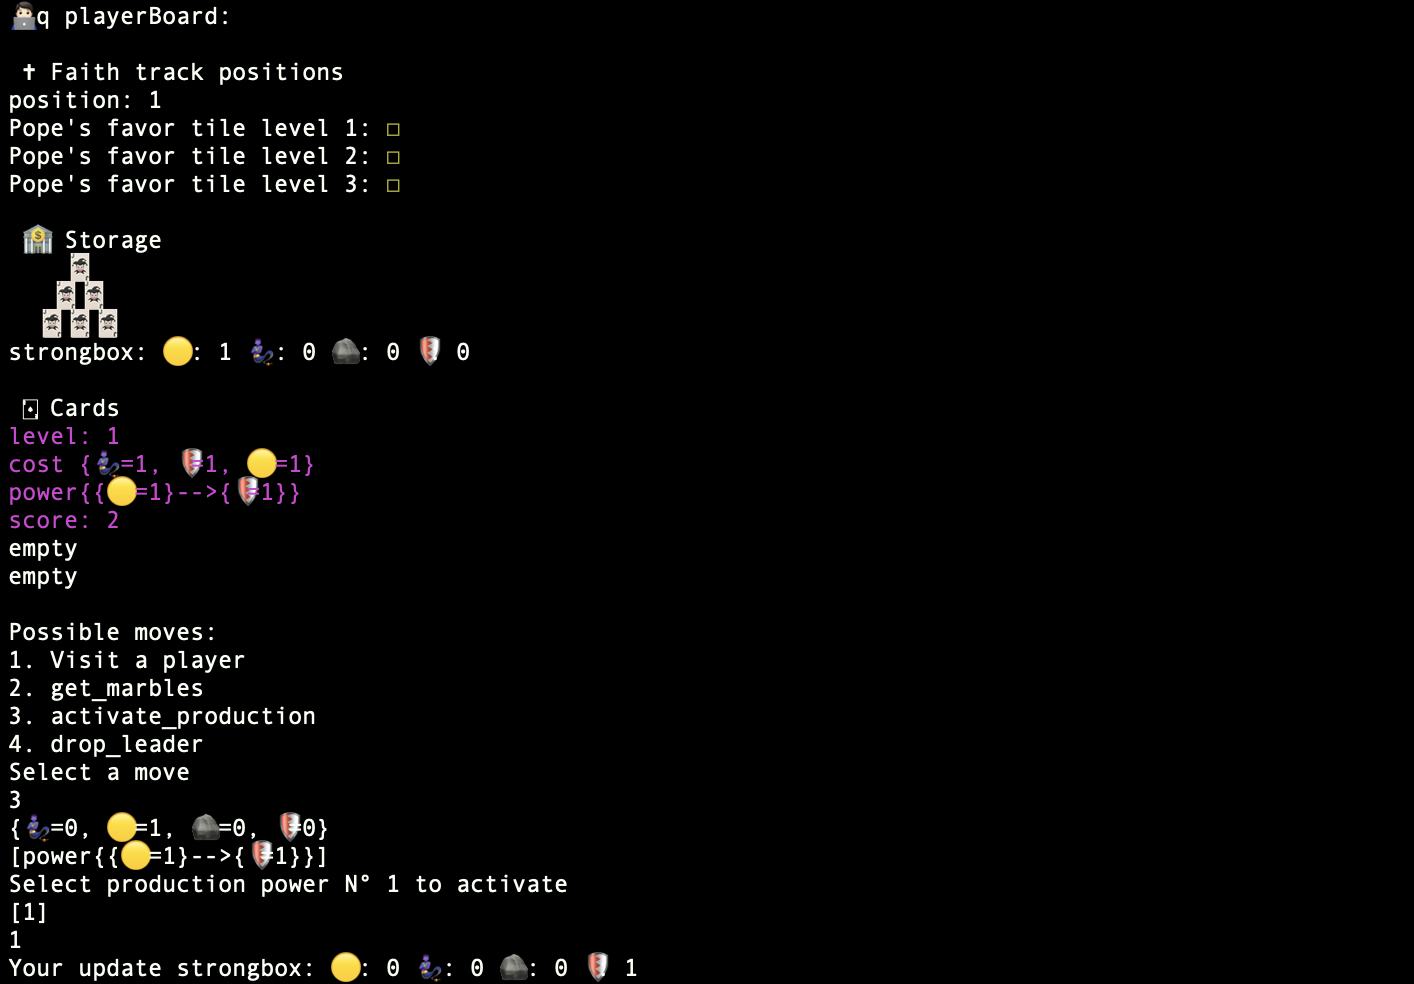 🧑🏻‍💻q playerBoard:
✝ Faith track positions
position: 1
Pope's favor tile level 1: □
Pope's favor tile level 2: □
Pope's favor tile level 3: □
🏦 Storage
🃏
🃏🃏
🃏🃏🃏
strongbox: 🟡: 1 🧞‍♂️: 0 🪨: 0 🛡 0
🂡 Cards
level: 1
cost {🧞‍♂️=1, 🛡=1, 🟡=1}
power{{🟡=1}-->{🛡=1}}
score: 2
empty
empty
Possible moves:
1. Visit a player
2. get_marbles
3. activate_production
4. drop_leader
Select a move
3
{🧞‍♂️=0, 🟡=1, 🪨=0, 🛡=0}
[power{{🟡=1}-->{🛡=1}}]
Select production power N° 1 to activate
[1]
1
Your update strongbox: 🟡: 0 🧞‍♂️: 0 🪨: 0 🛡 1